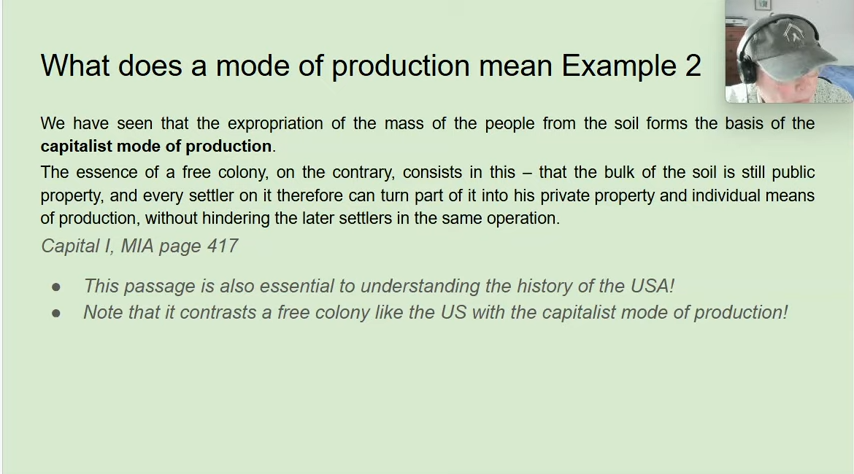 What does a mode of production mean Example 2
We have seen that the expropriation of the mass of the people from the soil forms the basis of the
capitalist mode of production.
The essence of a free colony, on the contrary, consists in this – that the bulk of the soil is still public
property, and every settler on it therefore can turn part of it into his private property and individual means
of production, without hindering the later settlers in the same operation.
Capital I, MIA page 417
● This passage is also essential to understanding the history of the USA!
● Note that it contrasts a free colony like the US with the capitalist mode of production!